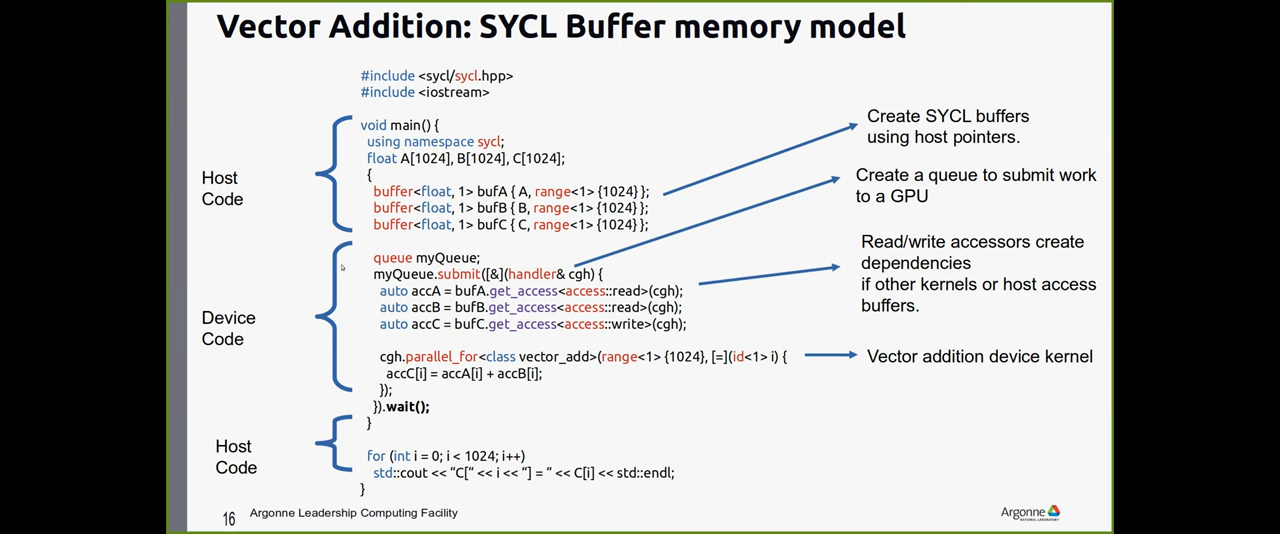 Vector Addition: SYCL Buffer memory model
#include <sycl/sycl.hpp>
#include <iostream>
void main() {
using namespace sycl;
float A[1024], B[1024], C[1024];
{
buffer<float, 1> bufA { A, range<1> {1024} };
buffer<float, 1> bufB { B, range<1> {1024} };
buffer<float, 1> bufC { C, range<1> {1024} };
queue myQueue;
myQueue.submit([&](handler& cgh) {
auto accA = bufA.get_access<access::read>(cgh);
auto accB = bufB.get_access<access::read>(cgh);
auto accC = bufC.get_access<access::write>(cgh);
cgh.parallel_for<class vector_add>(range<1> {1024}, [=](id<1> i) {
accC[i] = accA[i] + accB[i];
});
}).wait();
}
for (int i = 0; i < 1024; i++)
std::cout << “C[“ << i << “] = “ << C[i] << std::endl;
}
Host
Code
Device
Code
Host
Code
Create SYCL buffers
using host pointers.
Create a queue to submit work
to a GPU
Read/write accessors create
dependencies
if other kernels or host access
buffers.
Vector addition device kernel
16
Argonne Leadership Computing Facility
Argonne
NATIONAL LABORATORY